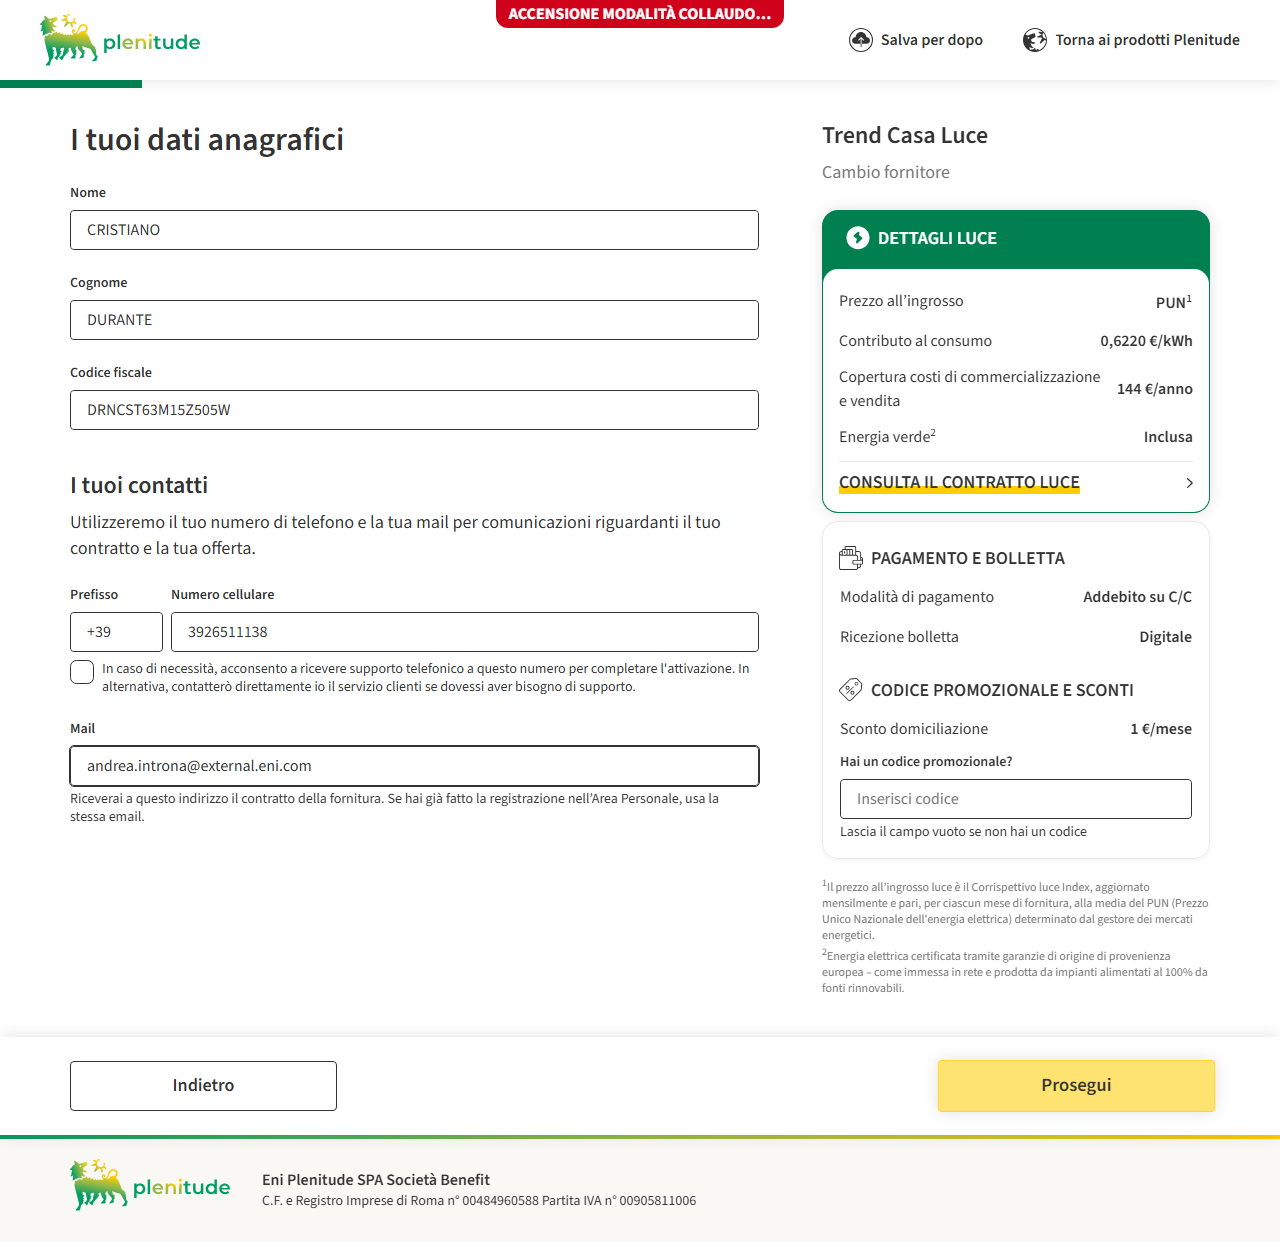 ACCENSIONE MODALITÀ COLLAUDO...
plenitude
Salva per dopo
Torna ai prodotti Plenitude
I tuoi dati anagrafici
Nome
CRISTIANO
Cognome
DURANTE
Codice fiscale
DRNCST63M15Z505W
I tuoi contatti
Utilizzeremo il tuo numero di telefono e la tua mail per comunicazioni riguardanti il tuo
contratto e la tua offerta.
Prefisso
Numero cellulare
+39
3926511138
In caso di necessità, acconsento a ricevere supporto telefonico a questo numero per completare l'attivazione. In
alternativa, contatterò direttamente io il servizio clienti se dovessi aver bisogno di supporto.
Mail
andrea.introna@external.eni.com
Riceverai a questo indirizzo il contratto della fornitura. Se hai già fatto la registrazione nell’Area Personale, usa la
stessa email.
Trend Casa Luce
Cambio fornitore
DETTAGLI LUCE
Prezzo all’ingrosso
PUN¹
Contributo al consumo
0,6220 €/kWh
Copertura costi di commercializzazione
e vendita
144 €/anno
Energia verde²
Inclusa
CONSULTA IL CONTRATTO LUCE
PAGAMENTO E BOLLETTA
Modalità di pagamento
Addebito su C/C
Ricezione bolletta
Digitale
CODICE PROMOZIONALE E SCONTI
Sconto domiciliazione
1 €/mese
Hai un codice promozionale?
Inserisci codice
Lascia il campo vuoto se non hai un codice
¹Il prezzo all’ingrosso luce è il Corrispettivo luce Index, aggiornato
mensilmente e pari, per ciascun mese di fornitura, alla media del PUN (Prezzo
Unico Nazionale dell'energia elettrica) determinato dal gestore dei mercati
energetici.
²Energia elettrica certificata tramite garanzie di origine di provenienza
europea – come immessa in rete e prodotta da impianti alimentati al 100% da
fonti rinnovabili.
Indietro
Prosegui
plenitude
Eni Plenitude SPA Società Benefit
C.F. e Registro Imprese di Roma n° 00484960588 Partita IVA n° 00905811006